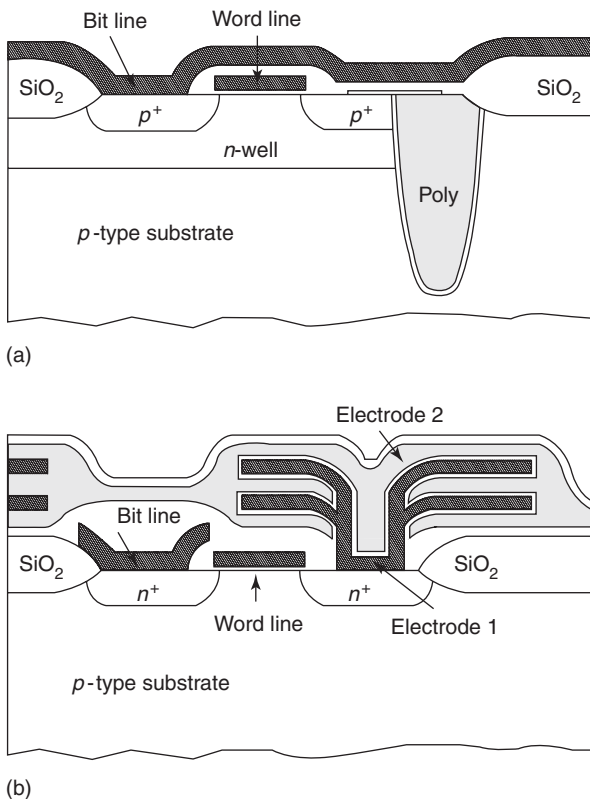 Bit line
Word line
SiO2
SiO2
p+
p+
n-well
Poly
p-type substrate
(a)
Electrode 2
Bit line
SiO2
SiO2
n+
n+
Word line
Electrode 1
p-type substrate
(b)